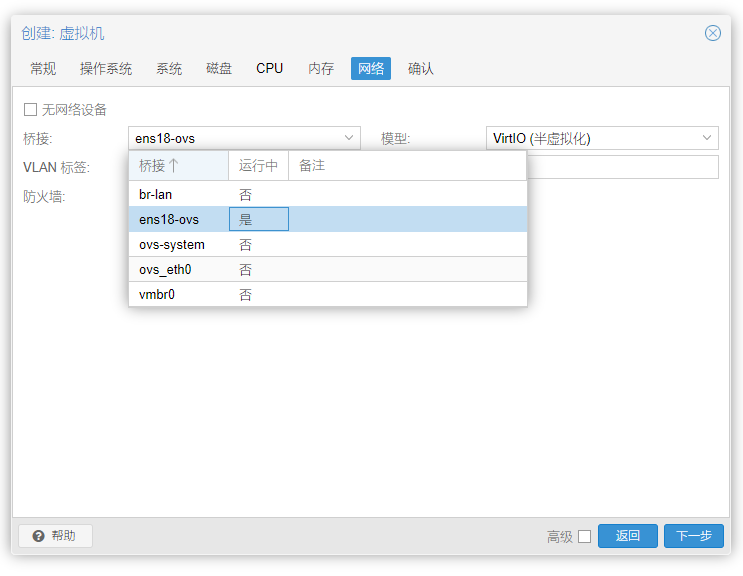 创建: 虚拟机
常规 操作系统 系统 磁盘 CPU 内存 网络 确认
无网络设备
桥接: ens18-ovs 模型: VirtIO (半虚拟化)
VLAN 标签:
防火墙:
桥接↑ 运行中 备注
br-lan 否
ens18-ovs 是
ovs-system 否
ovs_eth0 否
vmbr0 否
帮助 高级 返回 下一步